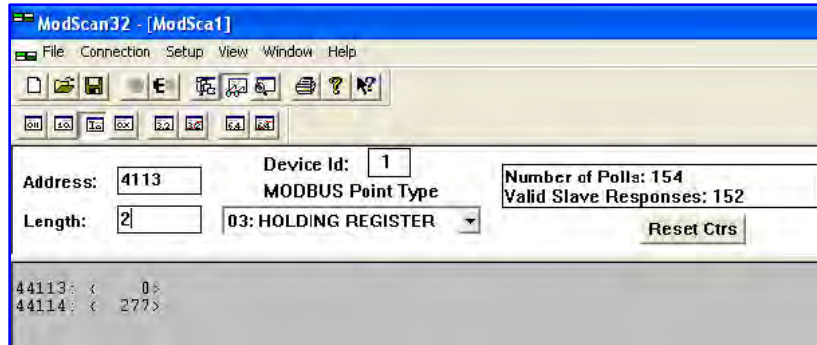 ModScan32 - [ModSca1]
File Connection Setup View Window Help
Device Id: 1
Address: 4113
MODBUS Point Type
Length: 2
03: HOLDING REGISTER
Number of Polls: 154
Valid Slave Responses: 152
Reset Ctrs
44113: < 0>
44114: < 277>